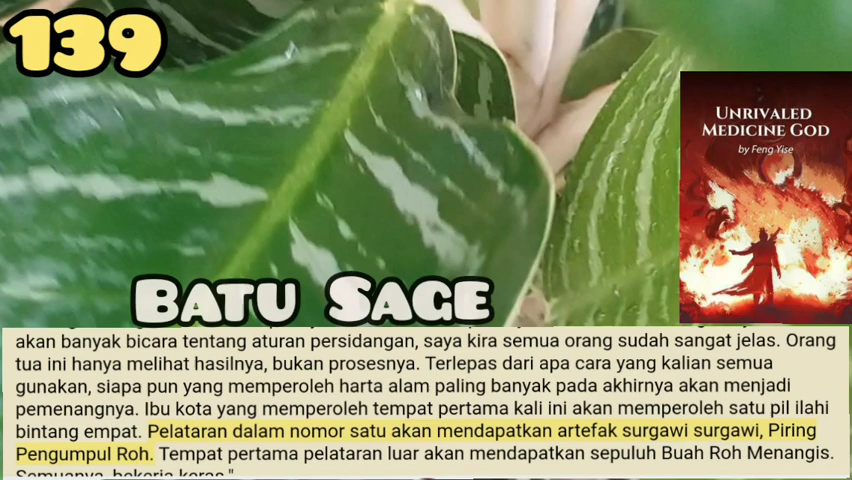 139
UNRIVALED
MEDICINE GOD
by Feng Yise
BATU SAGE
akan banyak bicara tentang aturan persidangan, saya kira semua orang sudah sangat jelas. Orang
tua ini hanya melihat hasilnya, bukan prosesnya. Terlepas dari apa cara yang kalian semua
gunakan, siapa pun yang memperoleh harta alam paling banyak pada akhirnya akan menjadi
pemenangnya. Ibu kota yang memperoleh tempat pertama kali ini akan memperoleh satu pil ilahi
bintang empat. Pelataran dalam nomor satu akan mendapatkan artefak surgawi surgawi, Piring
Pengumpul Roh. Tempat pertama pelataran luar akan mendapatkan sepuluh Buah Roh Menangis.
Semuanya, bekerja keras."